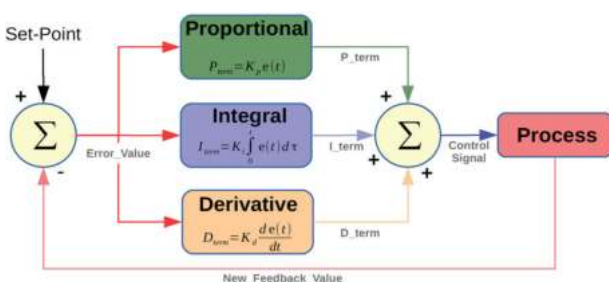 Set-Point
+
Σ
-
Error_Value
Proportional
P_term = K_p e(t)
P_term
Integral
I_term = K_i ∫_0^t e(t) dτ
I_term
Derivative
D_term = K_d de(t)/dt
D_term
+
Σ
+
+
Control
Signal
Process
New_Feedback_Value